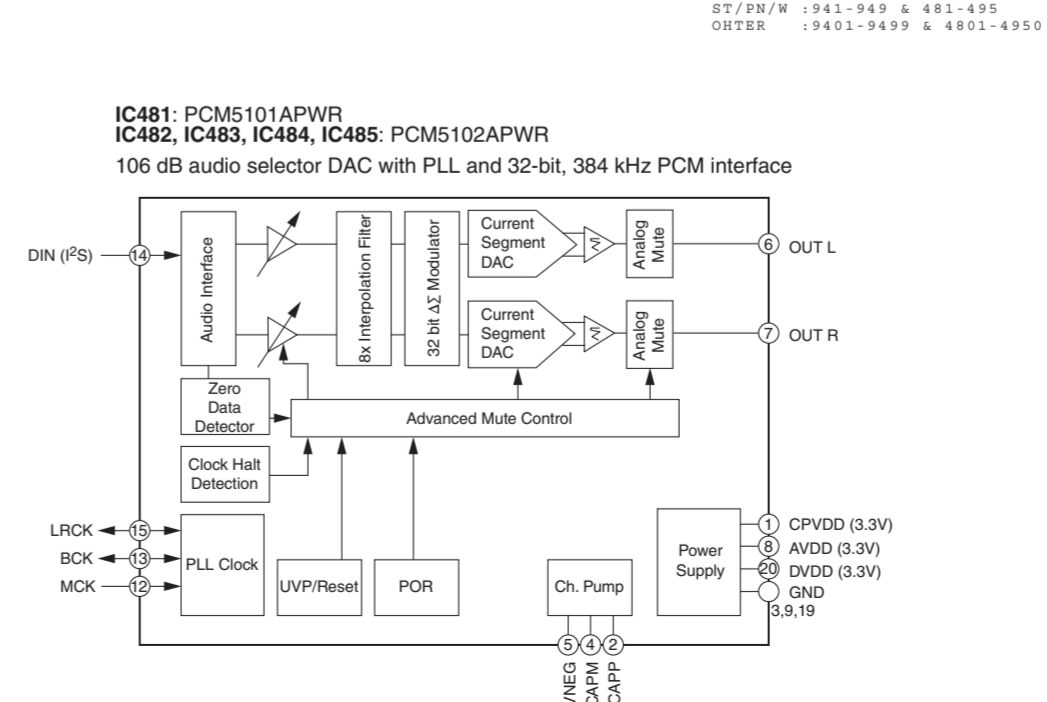 ST/PN/W :941-949 & 481-495
OHTER :9401-9499 & 4801-4950
IC481: PCM5101APWR
IC482, IC483, IC484, IC485: PCM5102APWR
106 dB audio selector DAC with PLL and 32-bit, 384 kHz PCM interface
DIN (I²S)
14
Audio Interface
8x Interpolation Filter
32 bit ΔΣ Modulator
Current
Segment
DAC
Analog
Mute
6
OUT L
Current
Segment
DAC
Analog
Mute
7
OUT R
Zero
Data
Detector
Advanced Mute Control
Clock Halt
Detection
LRCK
15
BCK
13
MCK
12
PLL Clock
UVP/Reset
POR
Ch. Pump
Power
Supply
1
CPVDD (3.3V)
8
AVDD (3.3V)
20
DVDD (3.3V)
GND
3,9,19
5
4
2
VNEG
CAPM
CAPP